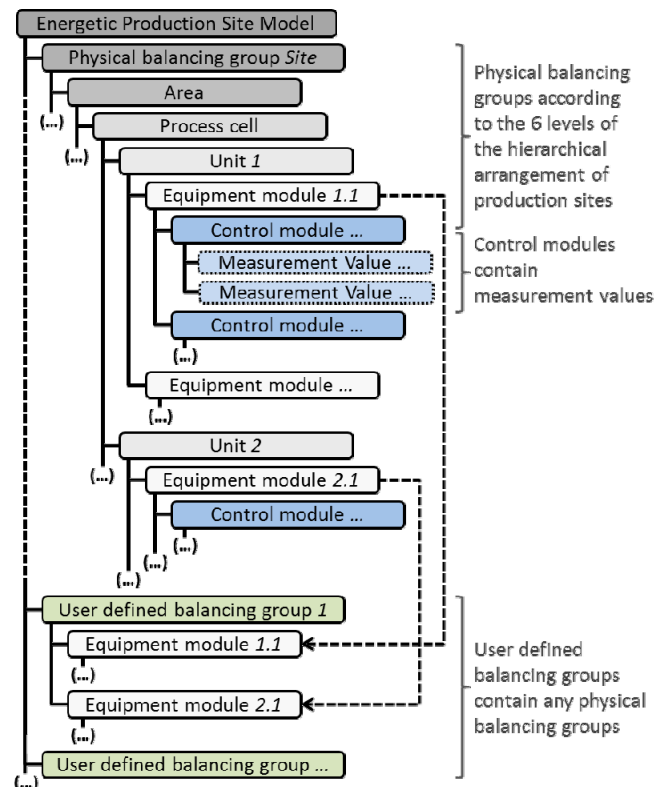 Energetic Production Site Model
Physical balancing group Site
Area
(...)
Process cell
(...)
Unit 1
Equipment module 1.1
Control module ...
Measurement Value ...
Measurement Value ...
Control module ...
(...)
Equipment module ...
(...)
Unit 2
(...)
Equipment module 2.1
Control module ...
(...)
(...)
(...)
User defined balancing group 1
Equipment module 1.1
(...)
Equipment module 2.1
(...)
User defined balancing group ...
(...)
Physical balancing
groups according
to the 6 levels of
the hierarchical
arrangement of
production sites
Control modules
contain
measurement values
User defined
balancing groups
contain any physical
balancing groups